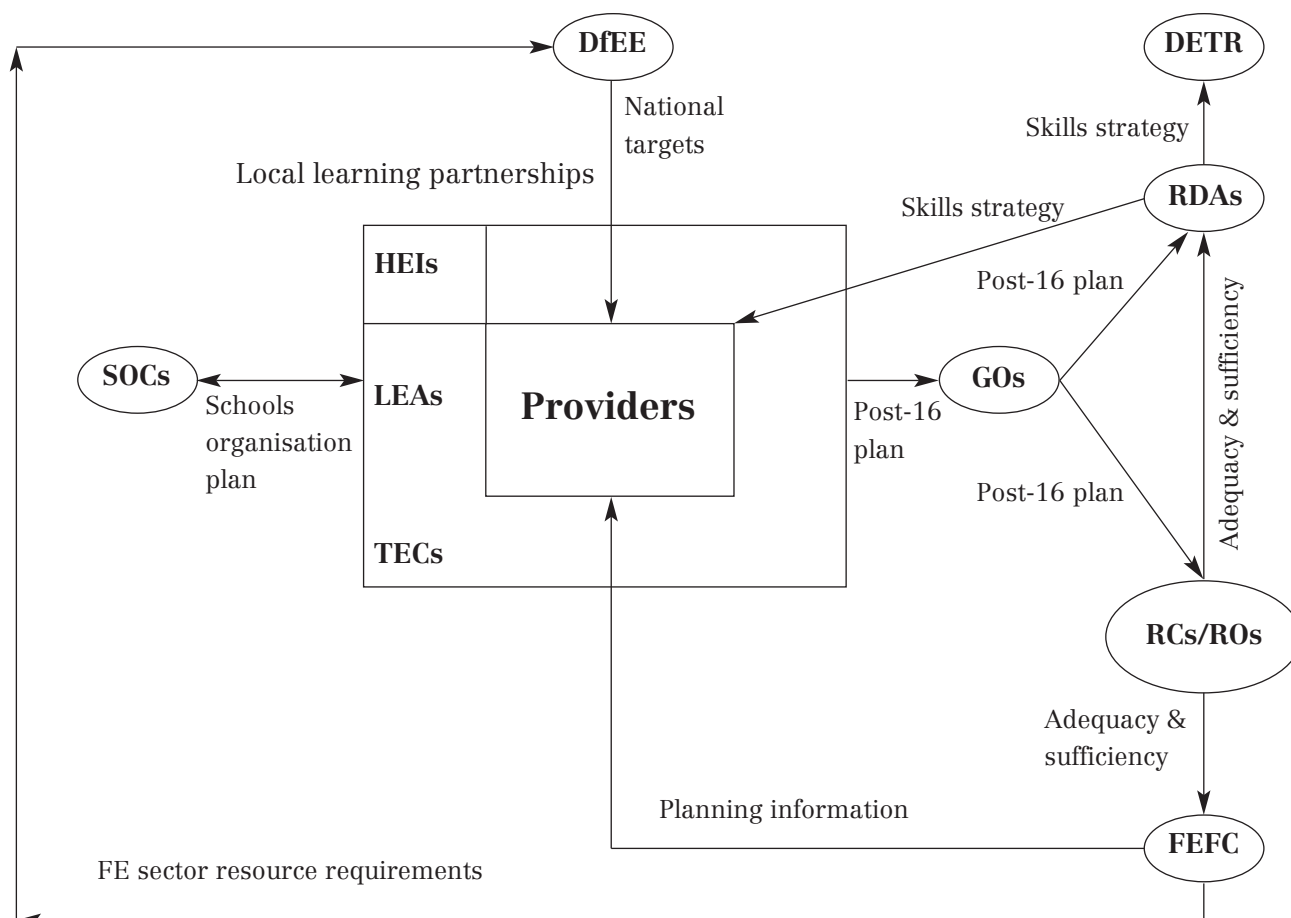 DfEE
DETR
National
targets
Skills strategy
Local learning partnerships
RDAs
Skills strategy
HEIs
Post-16 plan
Adequacy & sufficiency
SOCs
LEAs
Providers
GOs
Schools
organisation
plan
Post-16
plan
Post-16 plan
TECs
RCs/ROs
Adequacy &
sufficiency
Planning information
FEFC
FE sector resource requirements